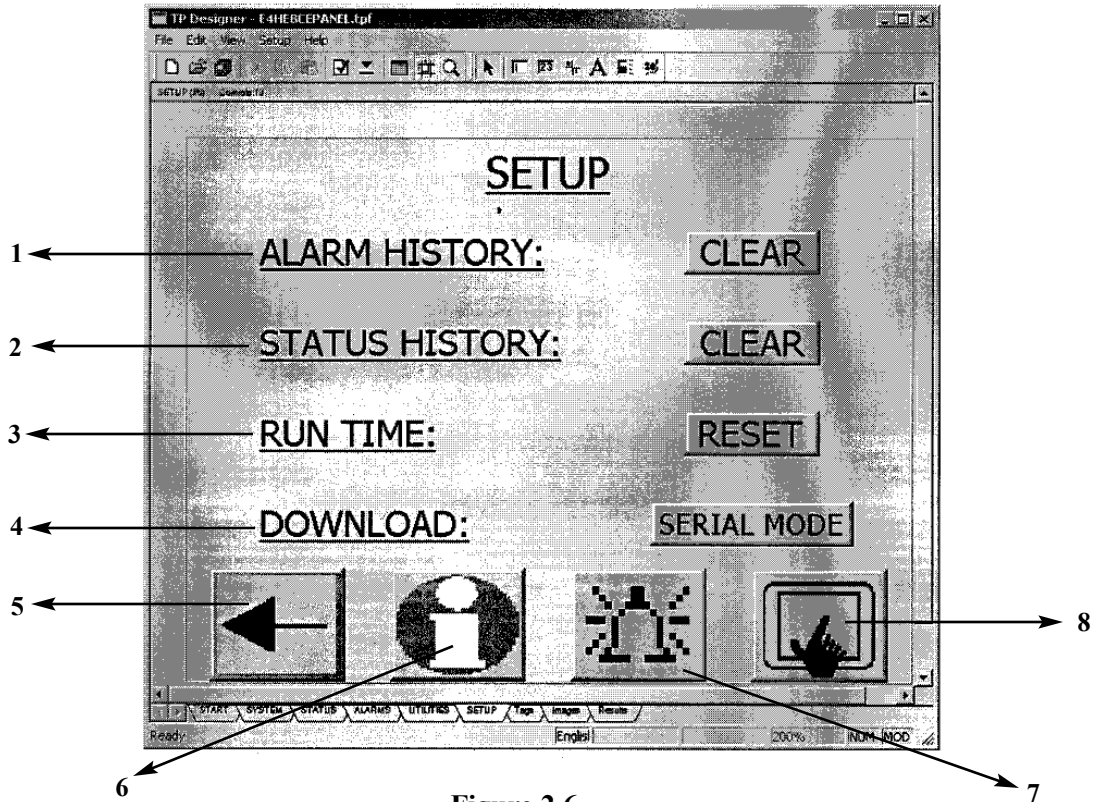 TP Designer - E4HEBCEPANEL.tpf
File Edit View Setup Help
SETUP
1 ALARM HISTORY: CLEAR
2 STATUS HISTORY: CLEAR
3 RUN TIME: RESET
4 DOWNLOAD: SERIAL MODE
5
8
START SYSTEM STATUS ALARMS UTILITIES SETUP Tags Images Results
Ready English 200% NUM MOD
6
7
Figure 2.6